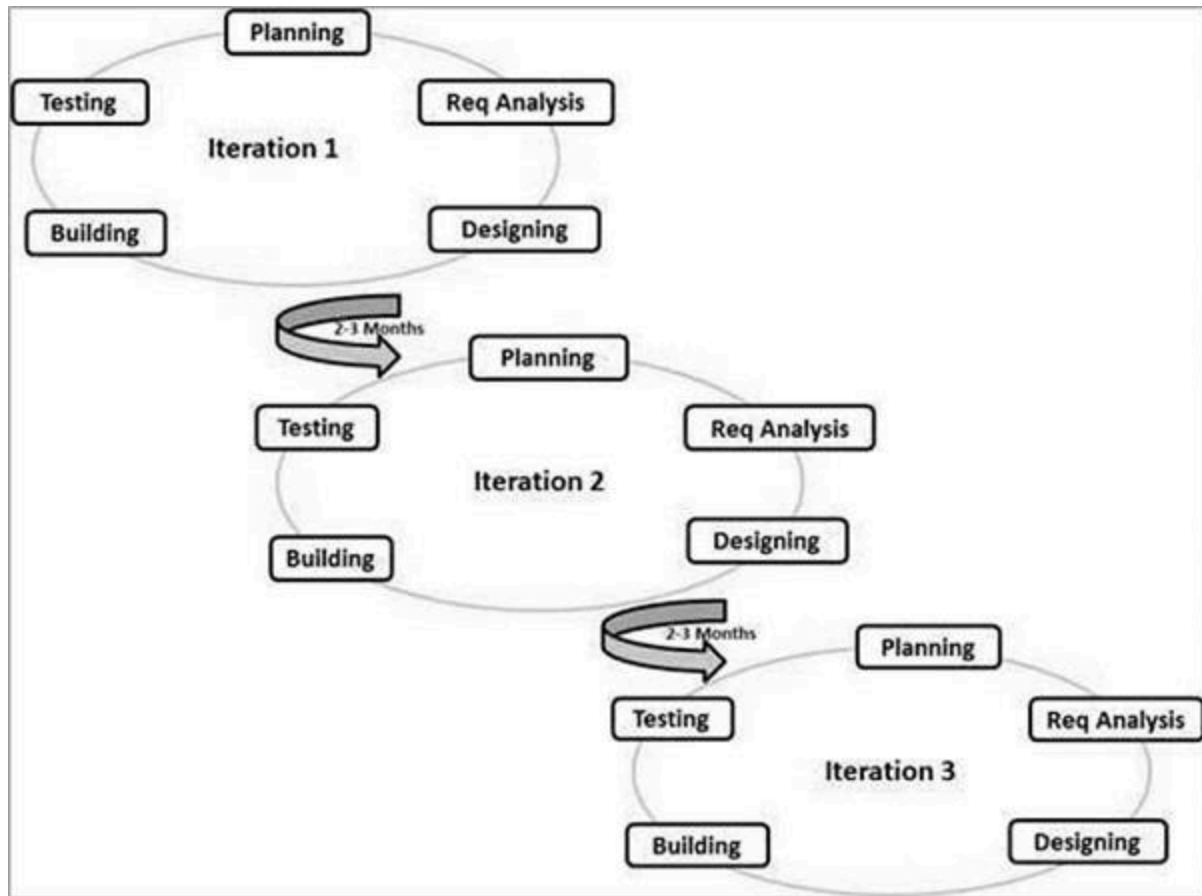 Planning
Testing
Req Analysis
Iteration 1
Building
Designing
2-3 Months
Planning
Testing
Req Analysis
Iteration 2
Building
Designing
2-3 Months
Planning
Testing
Req Analysis
Iteration 3
Building
Designing